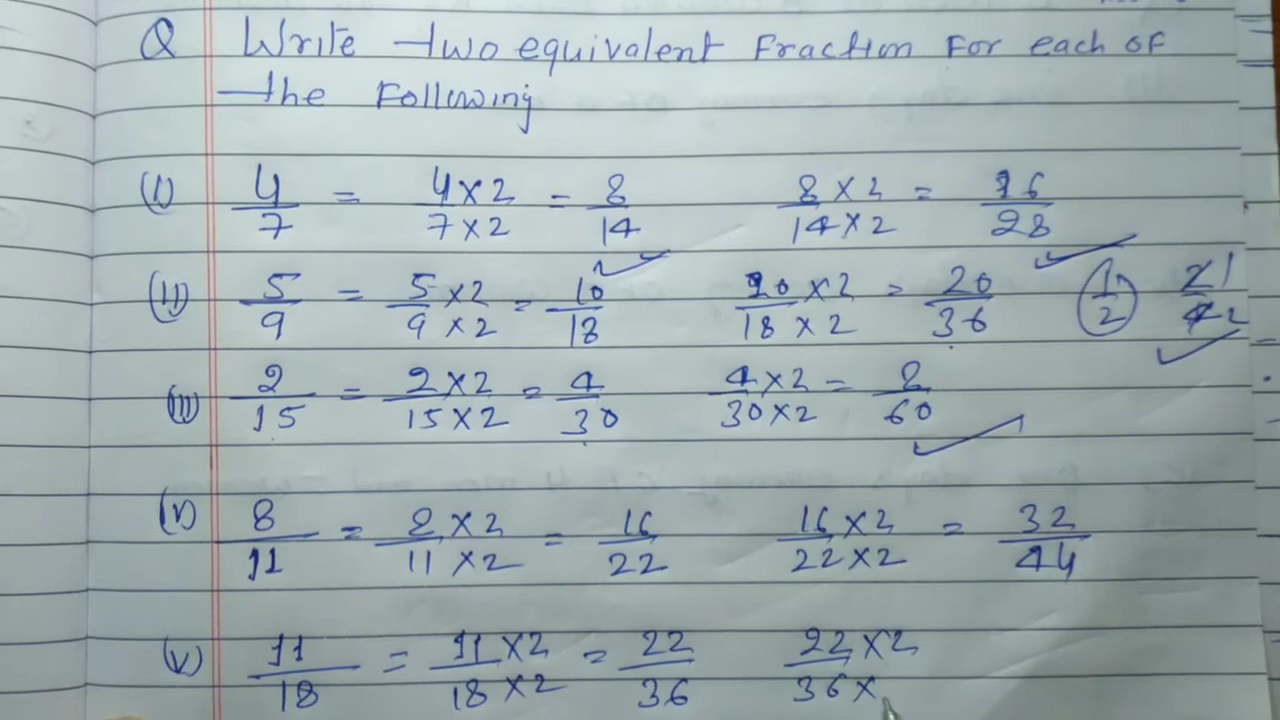 Q Write two equivalent Fraction For each of
the Following
(I) 4/7 = 4×2/7×2 = 8/14 8×2/14×2 = 16/28
(II) 5/9 = 5×2/9×2 = 10/18 10×2/18×2 = 20/36 1/2 21/42
(III) 2/15 = 2×2/15×2 = 4/30 4×2/30×2 = 8/60
(V) 8/11 = 8×2/11×2 = 16/22 16×2/22×2 = 32/44
(V) 11/18 = 11×2/18×2 = 22/36 22×2/36×